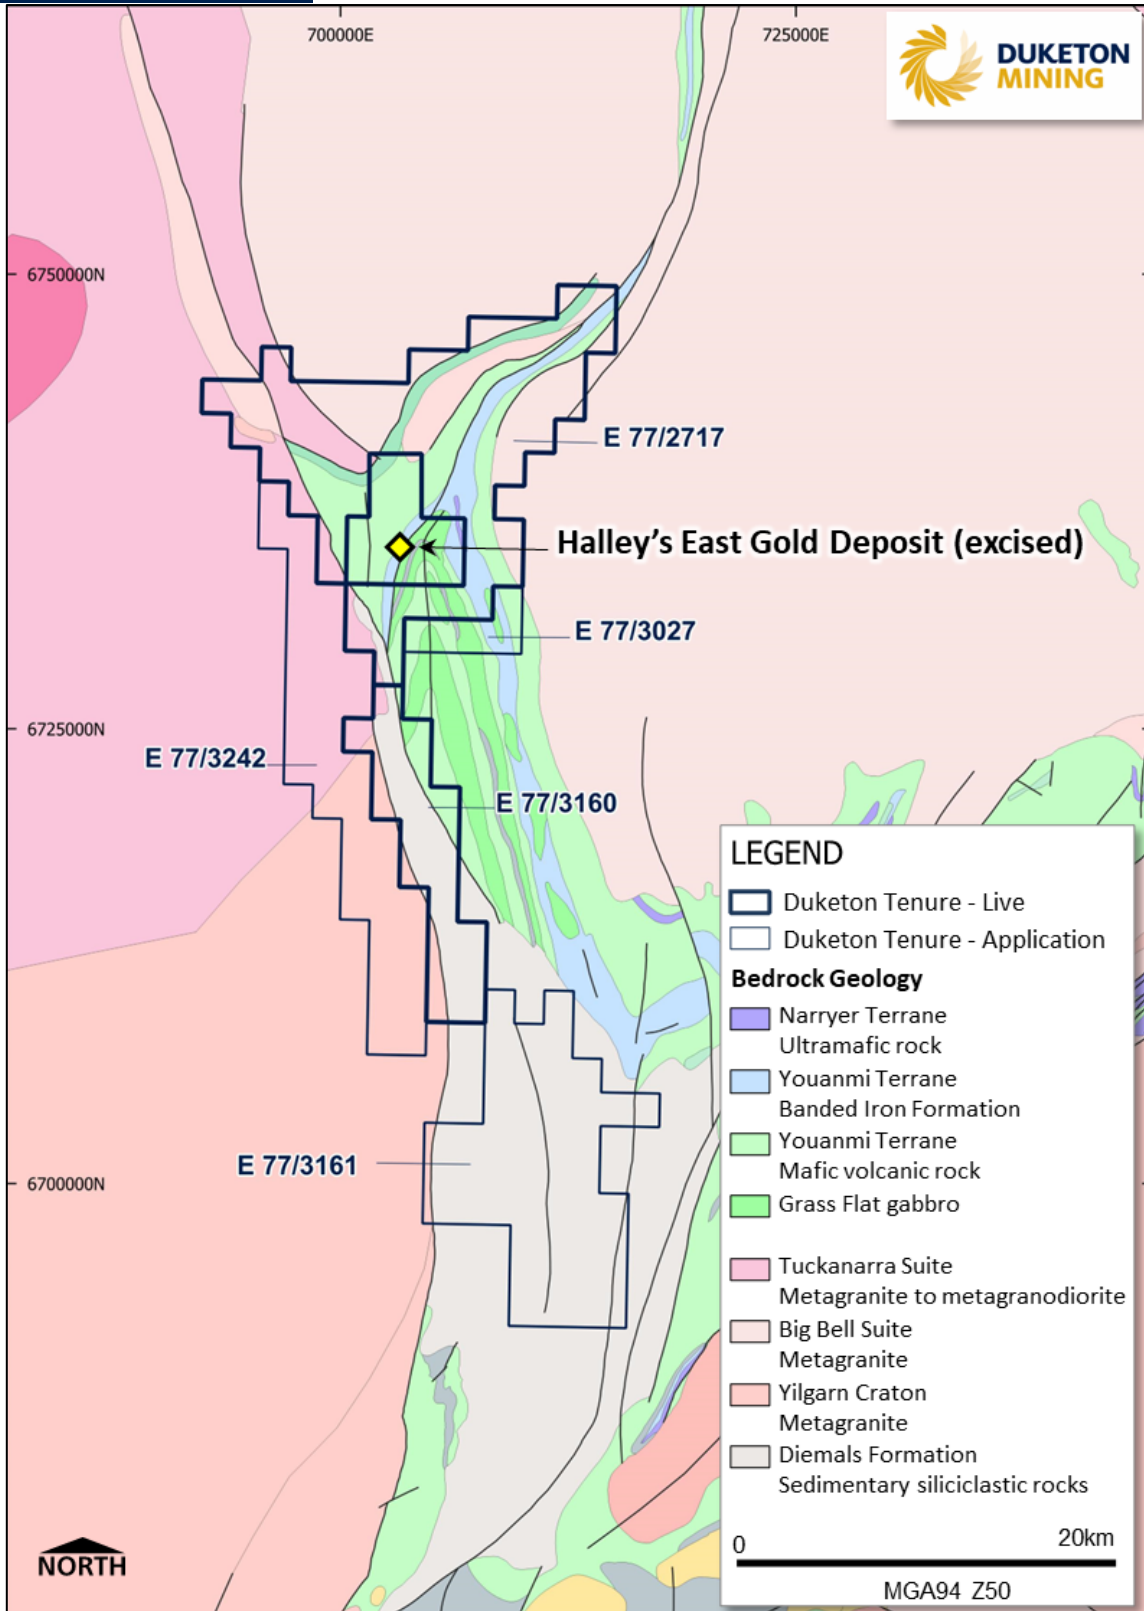 700000E
725000E
DUKETON
MINING
6750000N
E 77/2717
Halley's East Gold Deposit (excised)
E 77/3027
6725000N
E 77/3242
E 77/3160
LEGEND
Duketon Tenure - Live
Duketon Tenure - Application
Bedrock Geology
Narryer Terrane
Ultramafic rock
Youanmi Terrane
Banded Iron Formation
Youanmi Terrane
Mafic volcanic rock
Grass Flat gabbro
Tuckanarra Suite
Metagranite to metagranodiorite
Big Bell Suite
Metagranite
Yilgarn Craton
Metagranite
Diemals Formation
Sedimentary siliciclastic rocks
E 77/3161
6700000N
0 20km
MGA94 Z50
NORTH